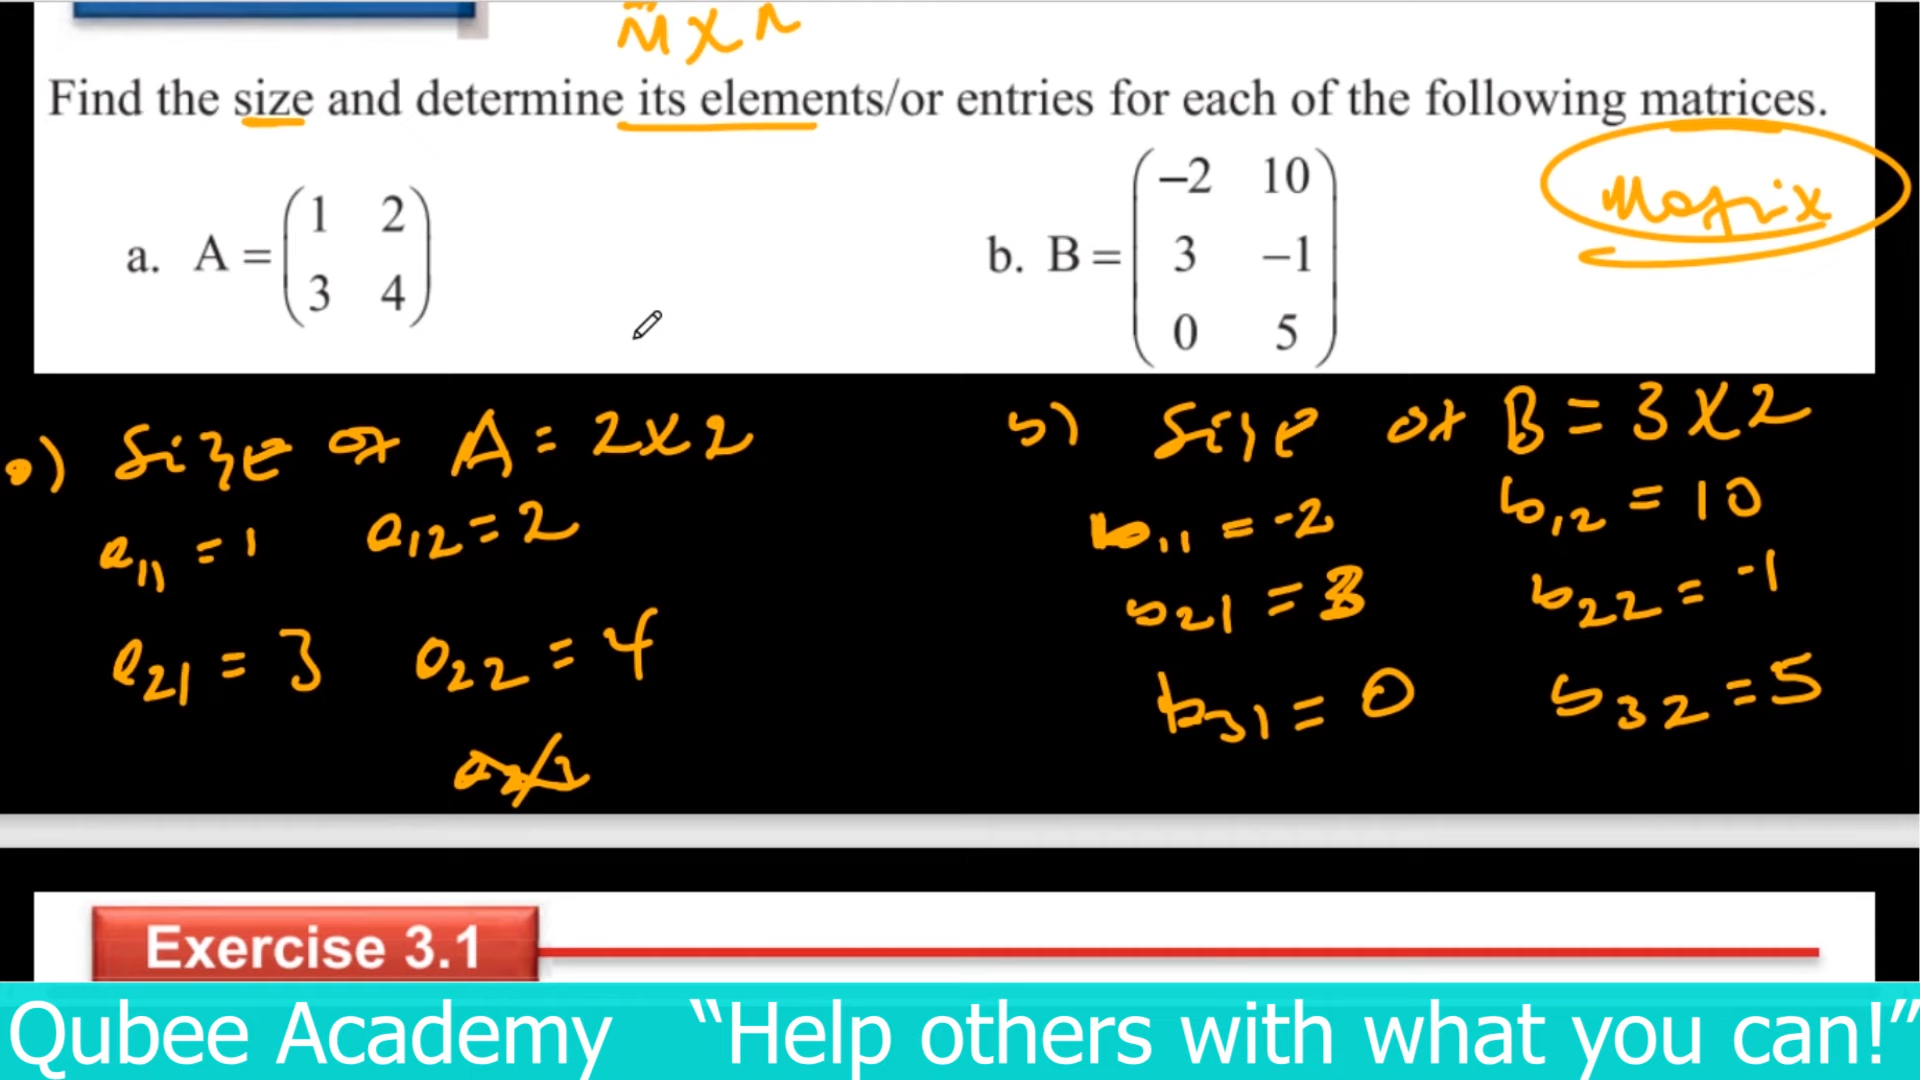 m x n
Find the size and determine its elements/or entries for each of the following matrices.
Matrix
a. A = (1 2
3 4)
b. B = (−2 10
3 −1
0 5)
a) Size of A = 2x2
a11 = 1 a12 = 2
a21 = 3 a22 = 4
b) Size of B = 3x2
b11 = -2 b12 = 10
b21 = 3 b22 = -1
b31 = 0 b32 = 5
Exercise 3.1
Qubee Academy “Help others with what you can!”